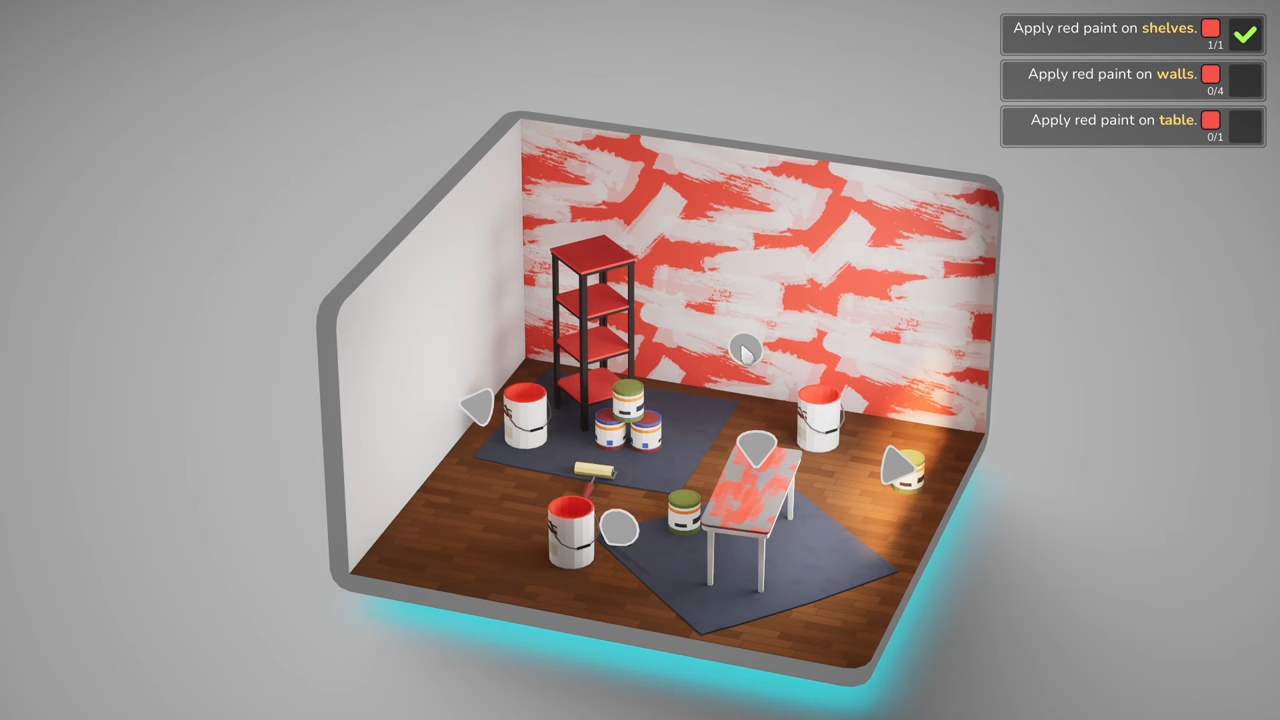 Apply red paint on shelves.
1/1
Apply red paint on walls.
0/4
Apply red paint on table.
0/1